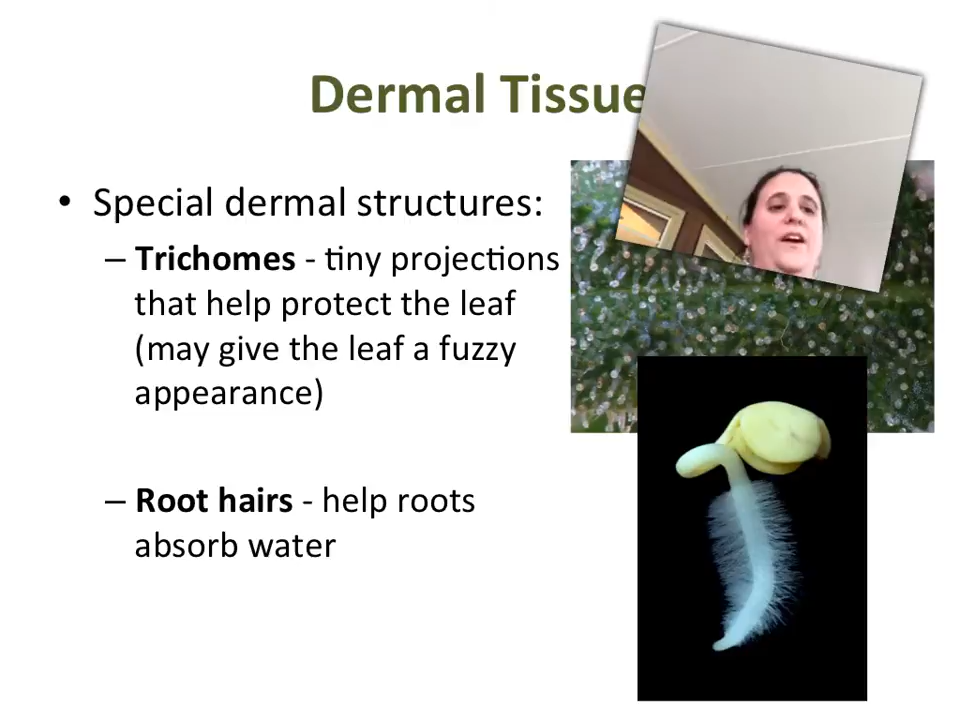 Dermal Tissue
• Special dermal structures:
– Trichomes - tiny projections
that help protect the leaf
(may give the leaf a fuzzy
appearance)
– Root hairs - help roots
absorb water